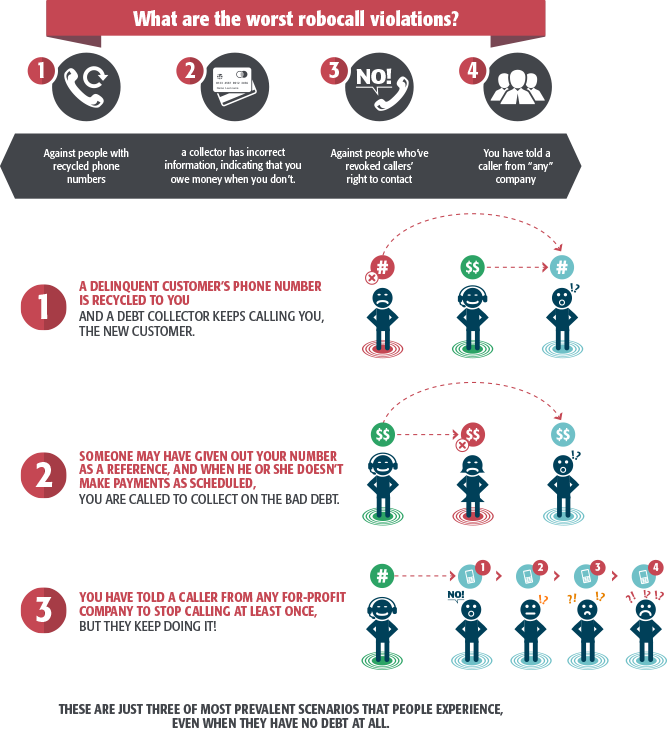 What are the worst robocall violations?
1
2
3
4
NO!
Against people with
recycled phone
numbers
a collector has incorrect
information, indicating that you
owe money when you don't.
Against people who've
revoked callers'
right to contact
You have told a
caller from "any"
company
1
A DELINQUENT CUSTOMER'S PHONE NUMBER
IS RECYCLED TO YOU
AND A DEBT COLLECTOR KEEPS CALLING YOU,
THE NEW CUSTOMER.
# $$ #
!?
2
SOMEONE MAY HAVE GIVEN OUT YOUR NUMBER
AS A REFERENCE, AND WHEN HE OR SHE DOESN'T
MAKE PAYMENTS AS SCHEDULED,
YOU ARE CALLED TO COLLECT ON THE BAD DEBT.
$$ $$ $$
!?
3
YOU HAVE TOLD A CALLER FROM ANY FOR-PROFIT
COMPANY TO STOP CALLING AT LEAST ONCE,
BUT THEY KEEP DOING IT!
# 1 2 3 4
NO! !? ?! !? ?! !? !?
THESE ARE JUST THREE OF MOST PREVALENT SCENARIOS THAT PEOPLE EXPERIENCE,
EVEN WHEN THEY HAVE NO DEBT AT ALL.